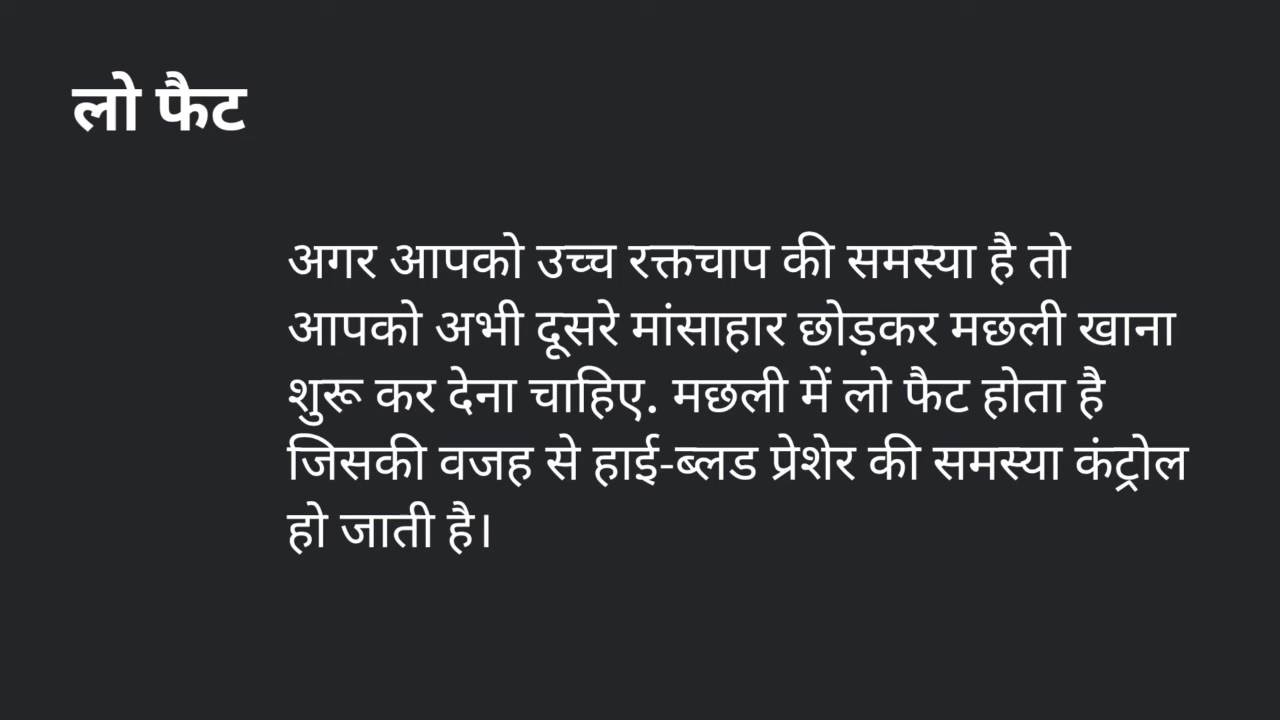 लो फैट
अगर आपको उच्च रक्तचाप की समस्या है तो
आपको अभी दूसरे मांसाहार छोड़कर मछली खाना
शुरू कर देना चाहिए. मछली में लो फैट होता है
जिसकी वजह से हाई-ब्लड प्रेशेर की समस्या कंट्रोल
हो जाती है।